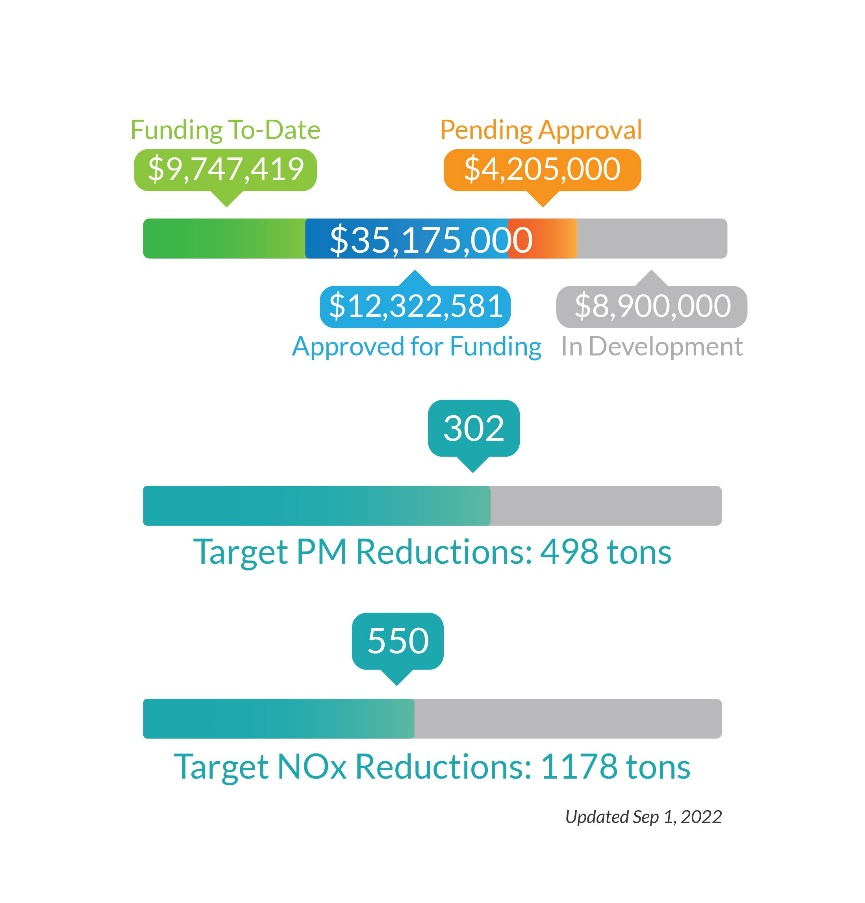 Funding To-Date
$9,747,419
Pending Approval
$4,205,000
$35,175,000
$12,322,581
Approved for Funding
$8,900,000
In Development
302
Target PM Reductions: 498 tons
550
Target NOx Reductions: 1178 tons
Updated Sep 1, 2022